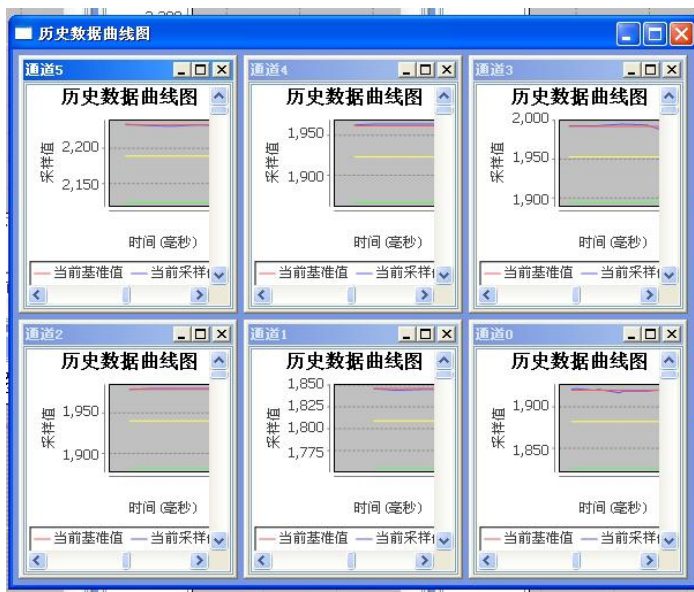 历史数据曲线图
通道5
历史数据曲线图
采样值
2,200
2,150
时间(毫秒)
当前基准值 当前采样
通道4
历史数据曲线图
采样值
1,950
1,900
时间(毫秒)
当前基准值 当前采样
通道3
历史数据曲线图
采样值
2,000
1,950
1,900
时间(毫秒)
当前基准值 当前采样
通道2
历史数据曲线图
采样值
1,950
1,900
时间(毫秒)
当前基准值 当前采样
通道1
历史数据曲线图
采样值
1,850
1,825
1,800
1,775
时间(毫秒)
当前基准值 当前采样
通道0
历史数据曲线图
采样值
1,900
1,850
时间(毫秒)
当前基准值 当前采样